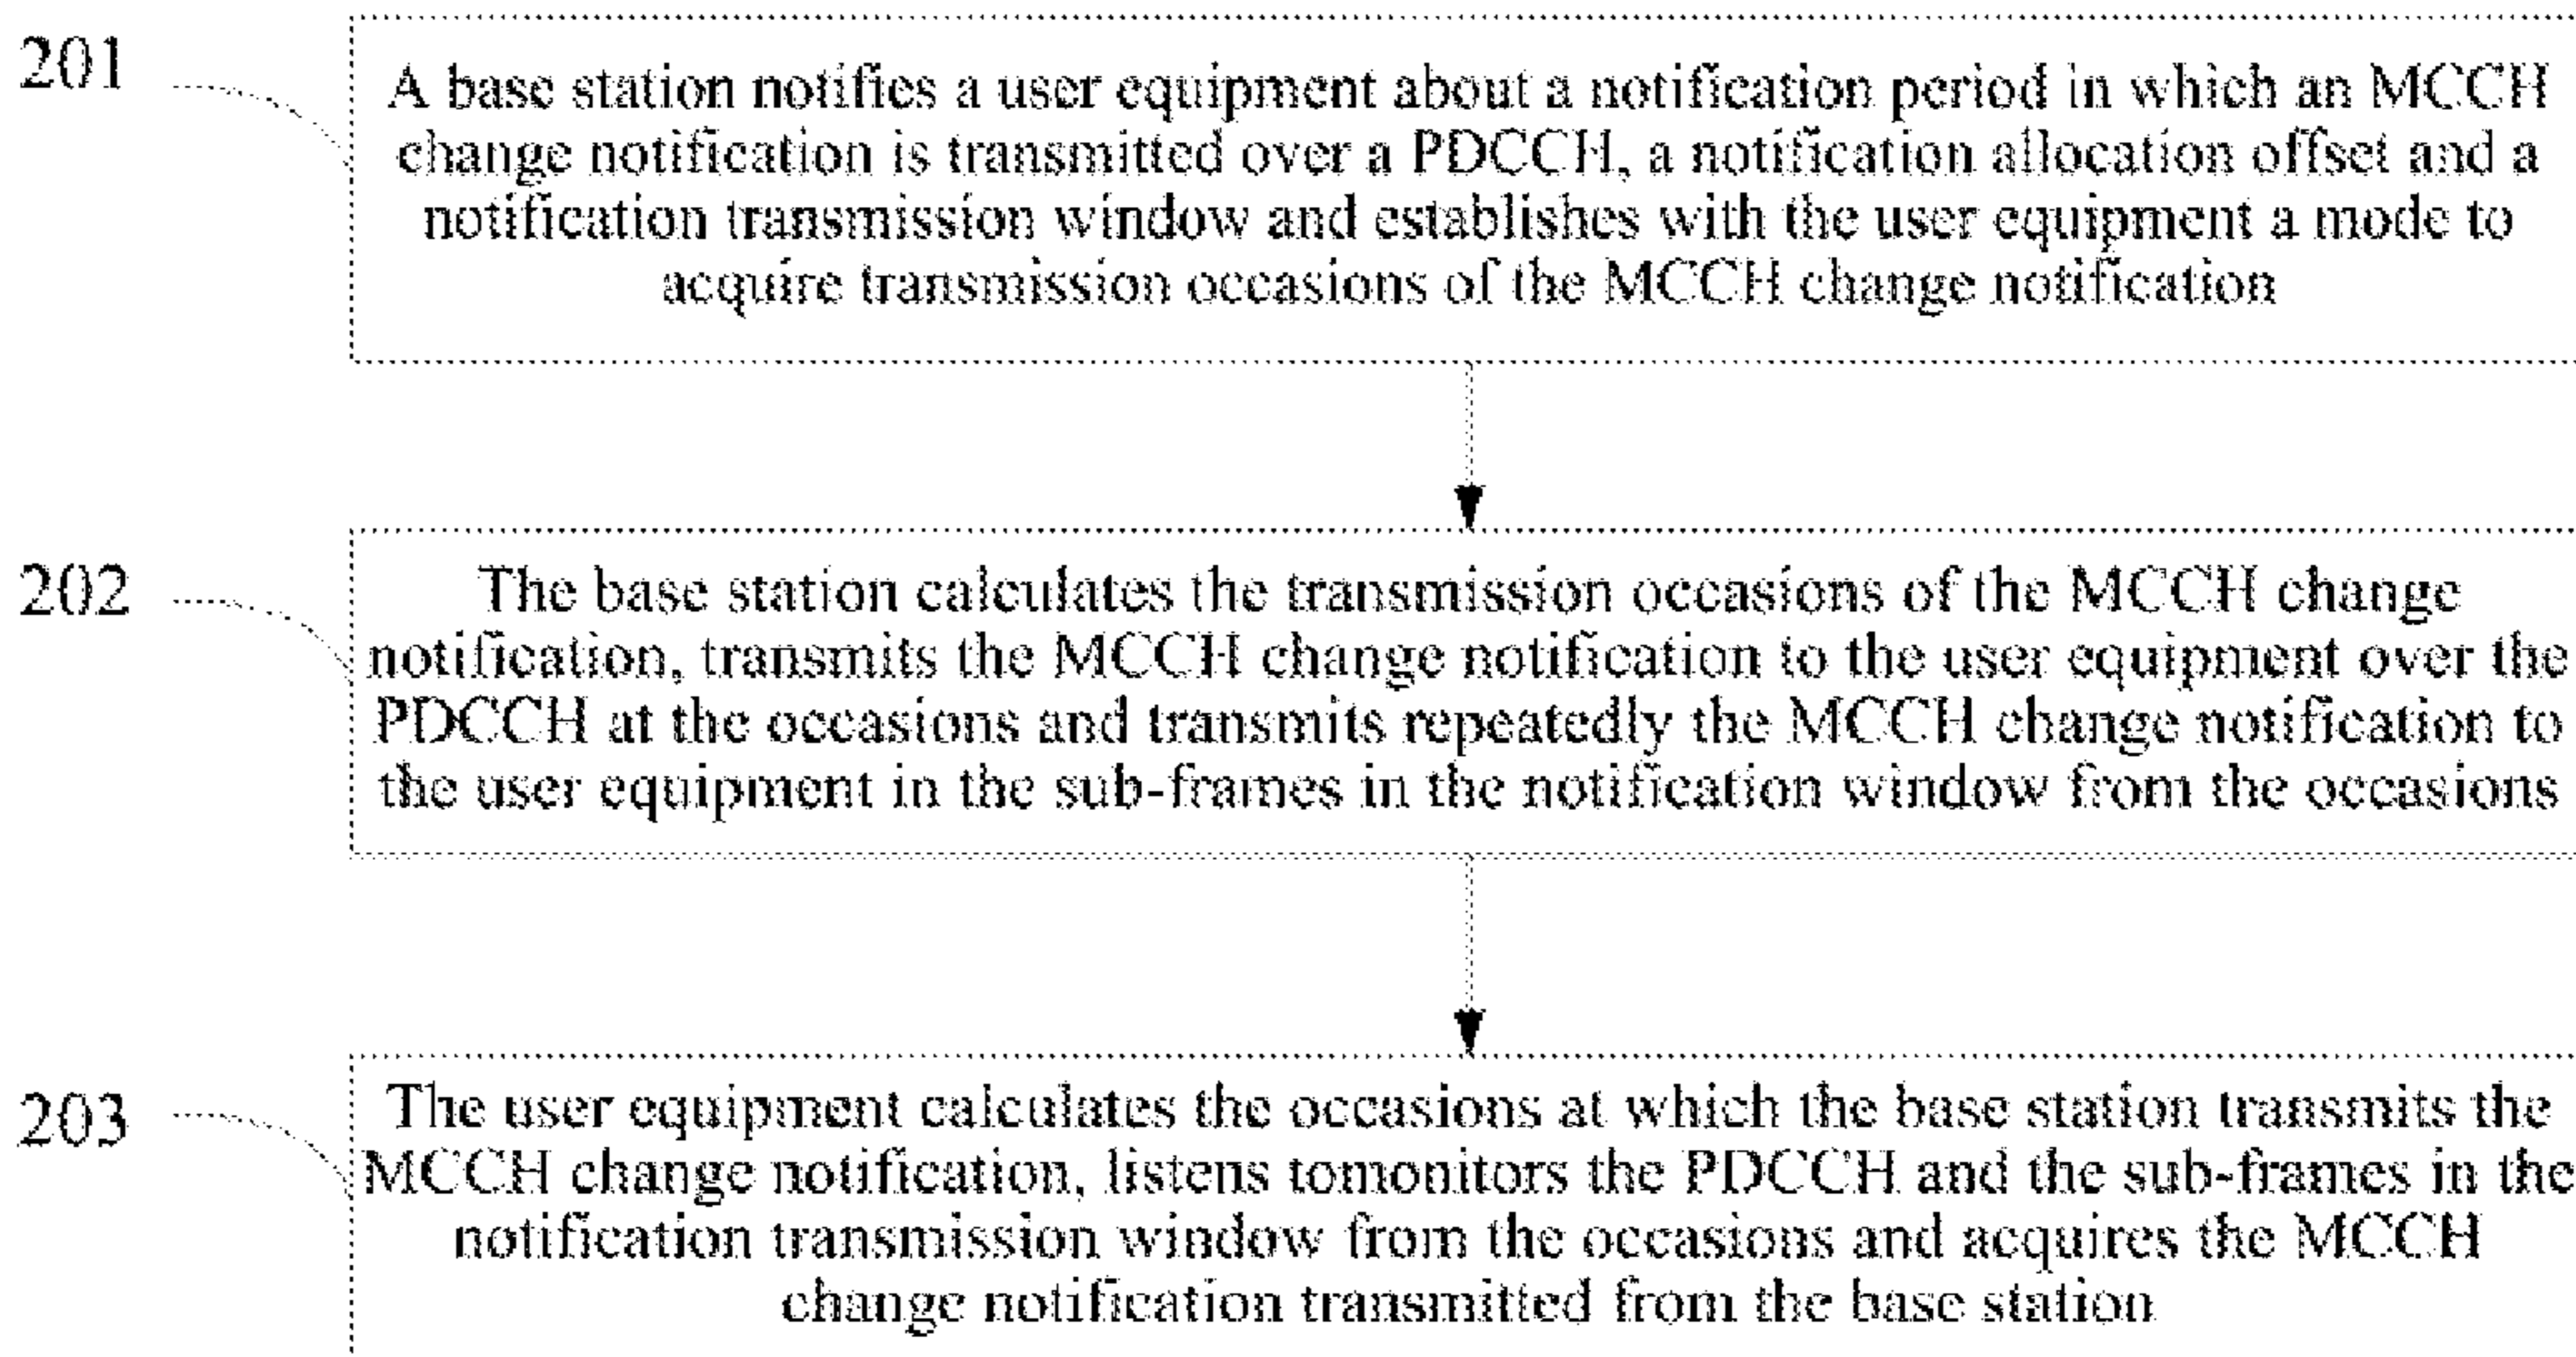 201
A base station notifies a user equipment about a notification period in which an MCCH
change notification is transmitted over a PDCCH, a notification allocation offset and a
notification transmission window and establishes with the user equipment a mode to
acquire transmission occasions of the MCCH change notification
202
The base station calculates the transmission occasions of the MCCH change
notification, transmits the MCCH change notification to the user equipment over the
PDCCH at the occasions and transmits repeatedly the MCCH change notification to
the user equipment in the sub-frames in the notification window from the occasions
203
The user equipment calculates the occasions at which the base station transmits the
MCCH change notification, listens tomonitors the PDCCH and the sub-frames in the
notification transmission window from the occasions and acquires the MCCH
change notification transmitted from the base station